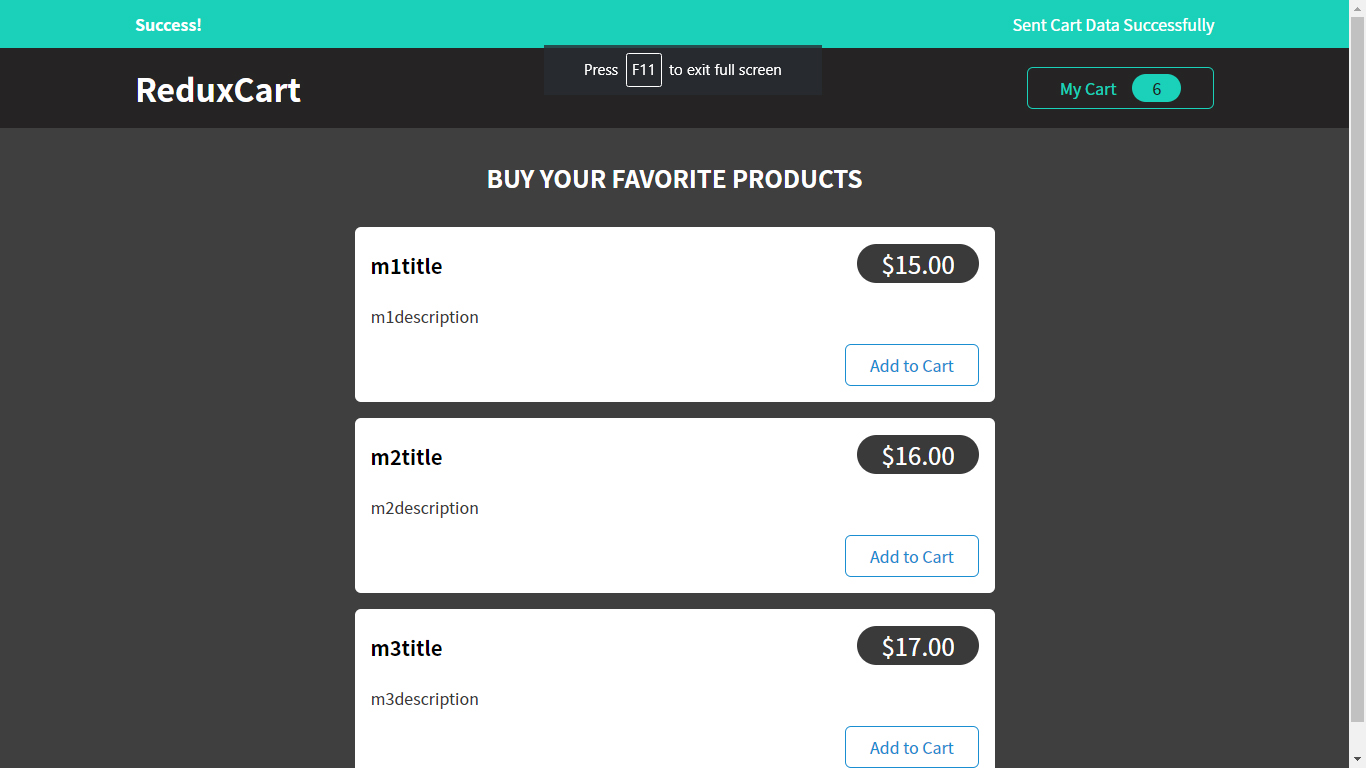 Success! Sent Cart Data Successfully
Press F11 to exit full screen
ReduxCart My Cart 6
BUY YOUR FAVORITE PRODUCTS
m1title $15.00
m1description
Add to Cart
m2title $16.00
m2description
Add to Cart
m3title $17.00
m3description
Add to Cart